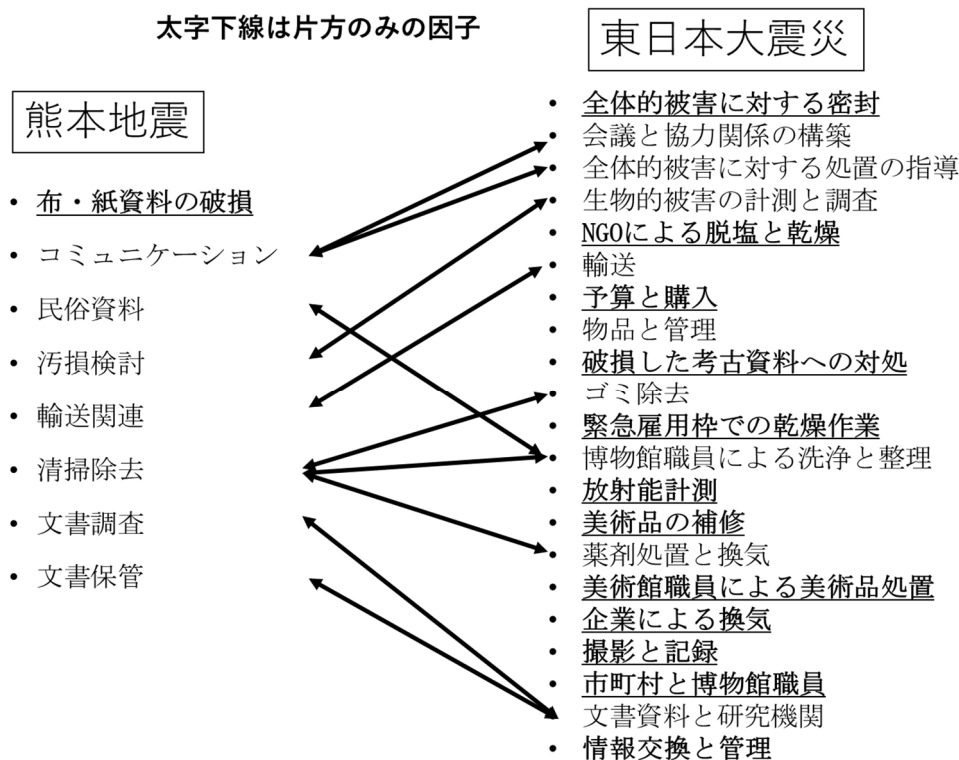 太字下線は片方のみの因子
熊本地震
• 布・紙資料の破損
• コミュニケーション
• 民俗資料
• 汚損検討
• 輸送関連
• 清掃除去
• 文書調査
• 文書保管
東日本大震災
• 全体的被害に対する密封
• 会議と協力関係の構築
• 全体的被害に対する処置の指導
• 生物的被害の計測と調査
• NGOによる脱塩と乾燥
• 輸送
• 予算と購入
• 物品と管理
• 破損した考古資料への対処
• ゴミ除去
• 緊急雇用枠での乾燥作業
• 博物館職員による洗浄と整理
• 放射能計測
• 美術品の補修
• 薬剤処置と換気
• 美術館職員による美術品処置
• 企業による換気
• 撮影と記録
• 市町村と博物館職員
• 文書資料と研究機関
• 情報交換と管理